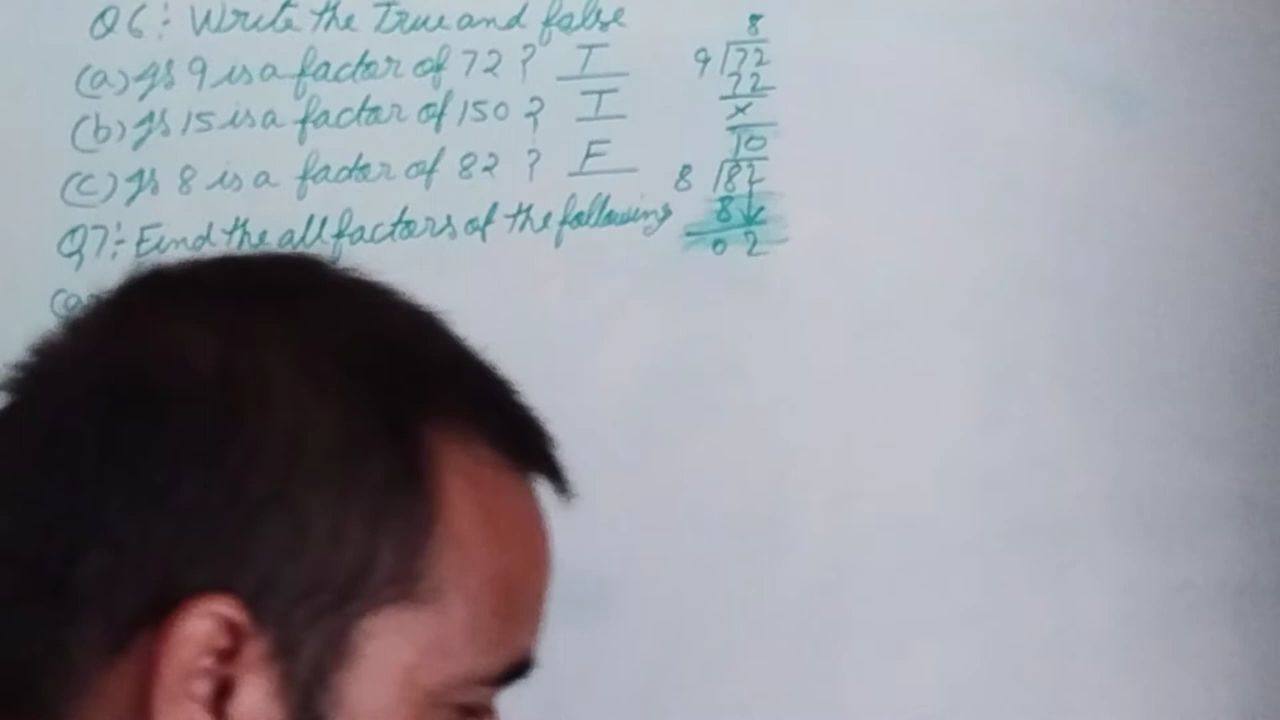 Q6:- Write the True and false
(a) Is 9 is a factor of 72 ? T
(b) Is 15 is a factor of 150 ? T
(c) Is 8 is a factor of 82 ? F
Q7:- Find the all factors of the following
(a)
8
9 72
72
x
10
8 82
8
0 2